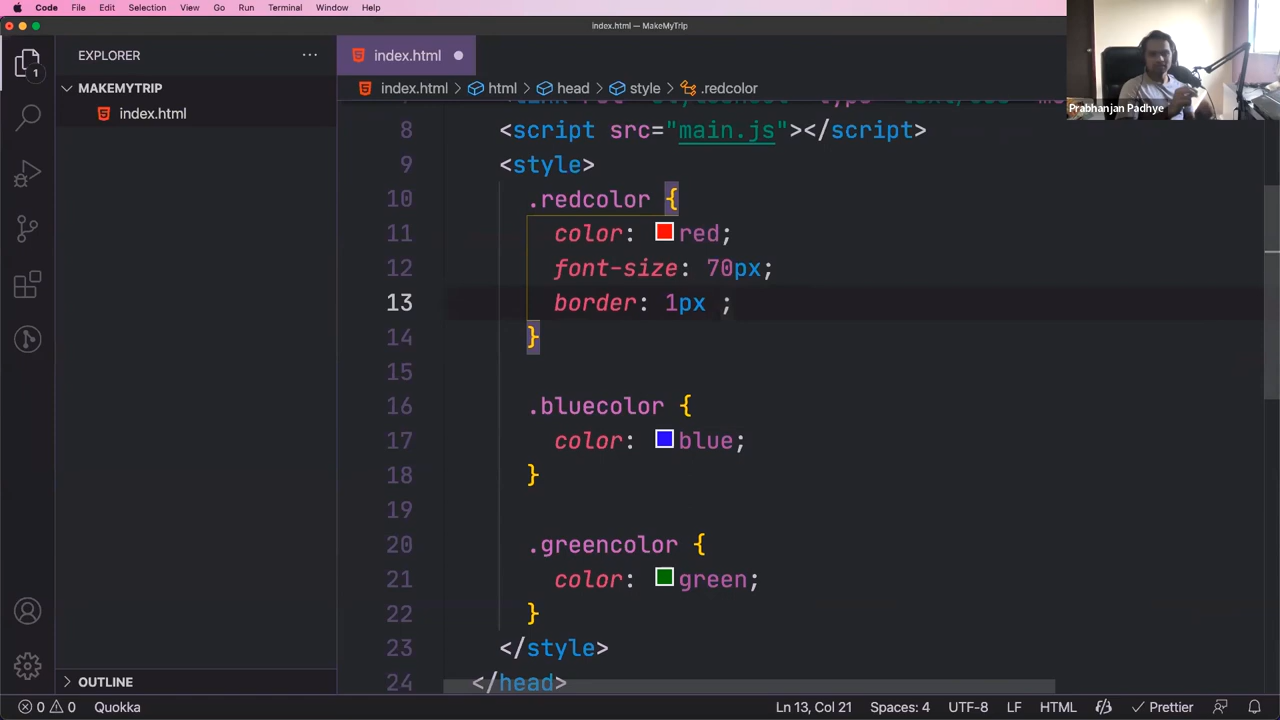 Code File Edit Selection View Go Run Terminal Window Help
index.html — MakeMyTrip
EXPLORER
index.html
Prabhanjan Padhye
1
MAKEMYTRIP
index.html
index.html > html > head > style > .redcolor
8 <script src="main.js"></script>
9 <style>
10 .redcolor {
11 color: red;
12 font-size: 70px;
13 border: 1px ;
14 }
15
16 .bluecolor {
17 color: blue;
18 }
19
20 .greencolor {
21 color: green;
22 }
23 </style>
24 </head>
OUTLINE
0 0 Quokka Ln 13, Col 21 Spaces: 4 UTF-8 LF HTML Prettier